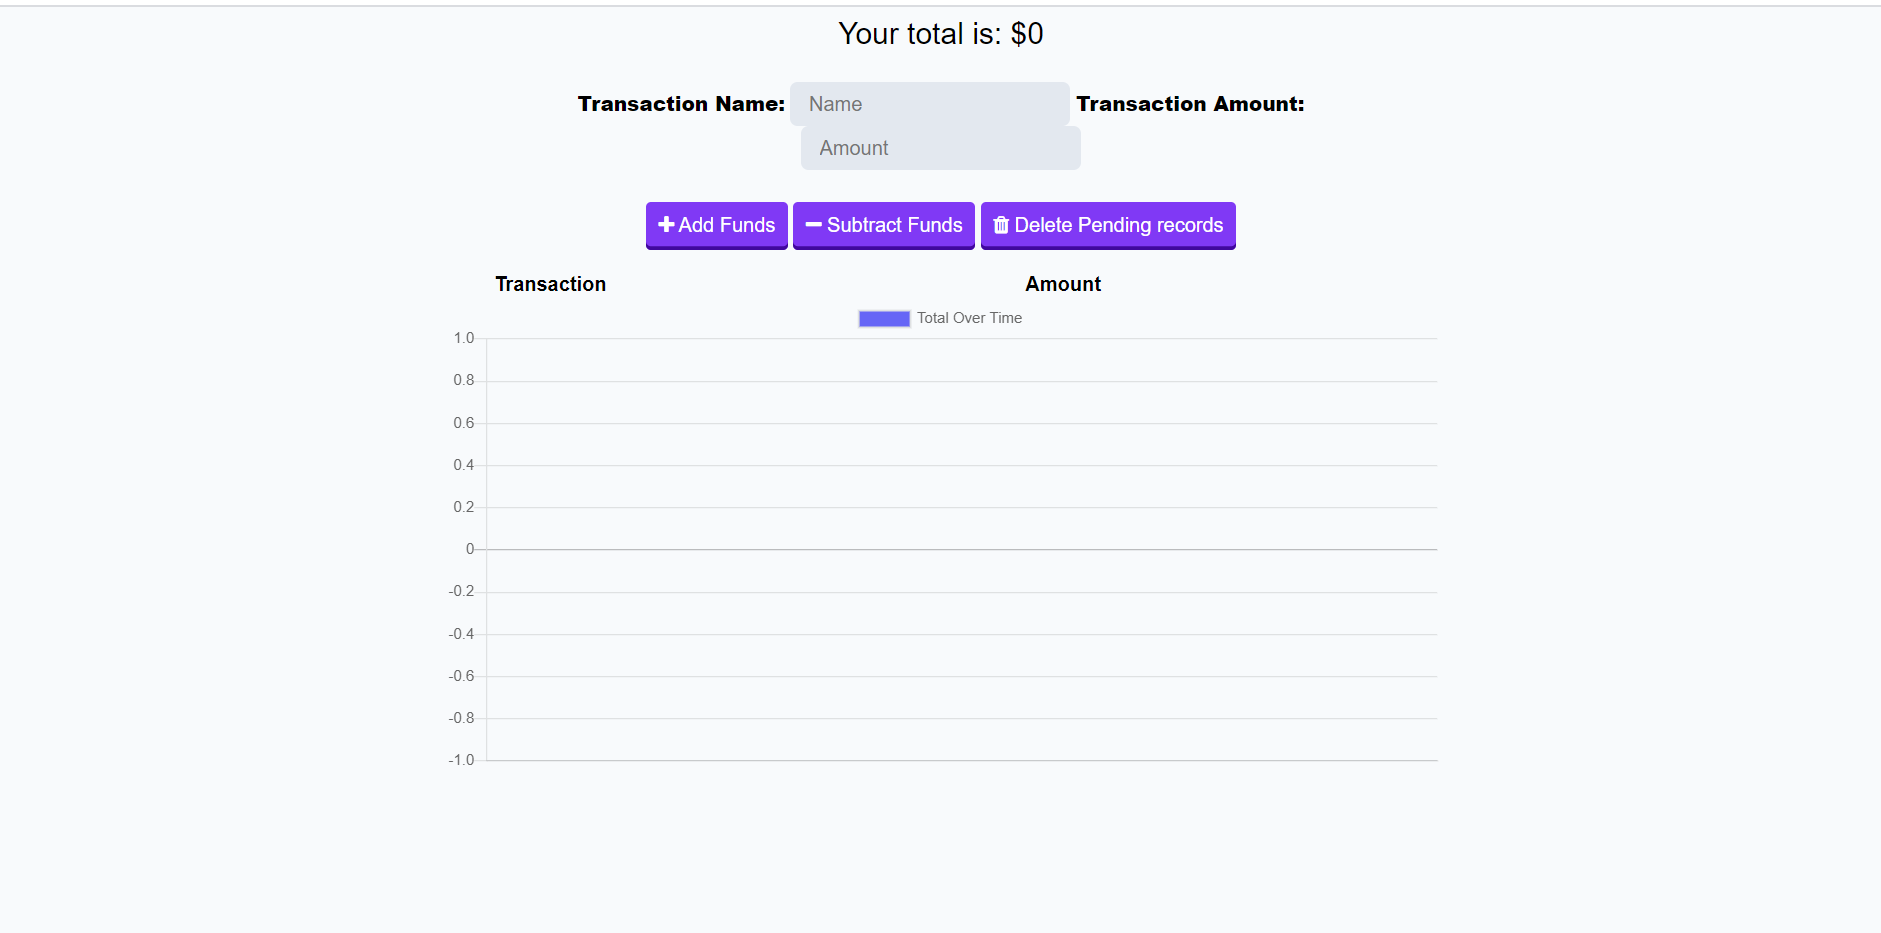 Your total is: $0
Transaction Name: Name Transaction Amount:
Amount
Add Funds Subtract Funds Delete Pending records
Transaction Amount
Total Over Time
1.0
0.8
0.6
0.4
0.2
0
-0.2
-0.4
-0.6
-0.8
-1.0